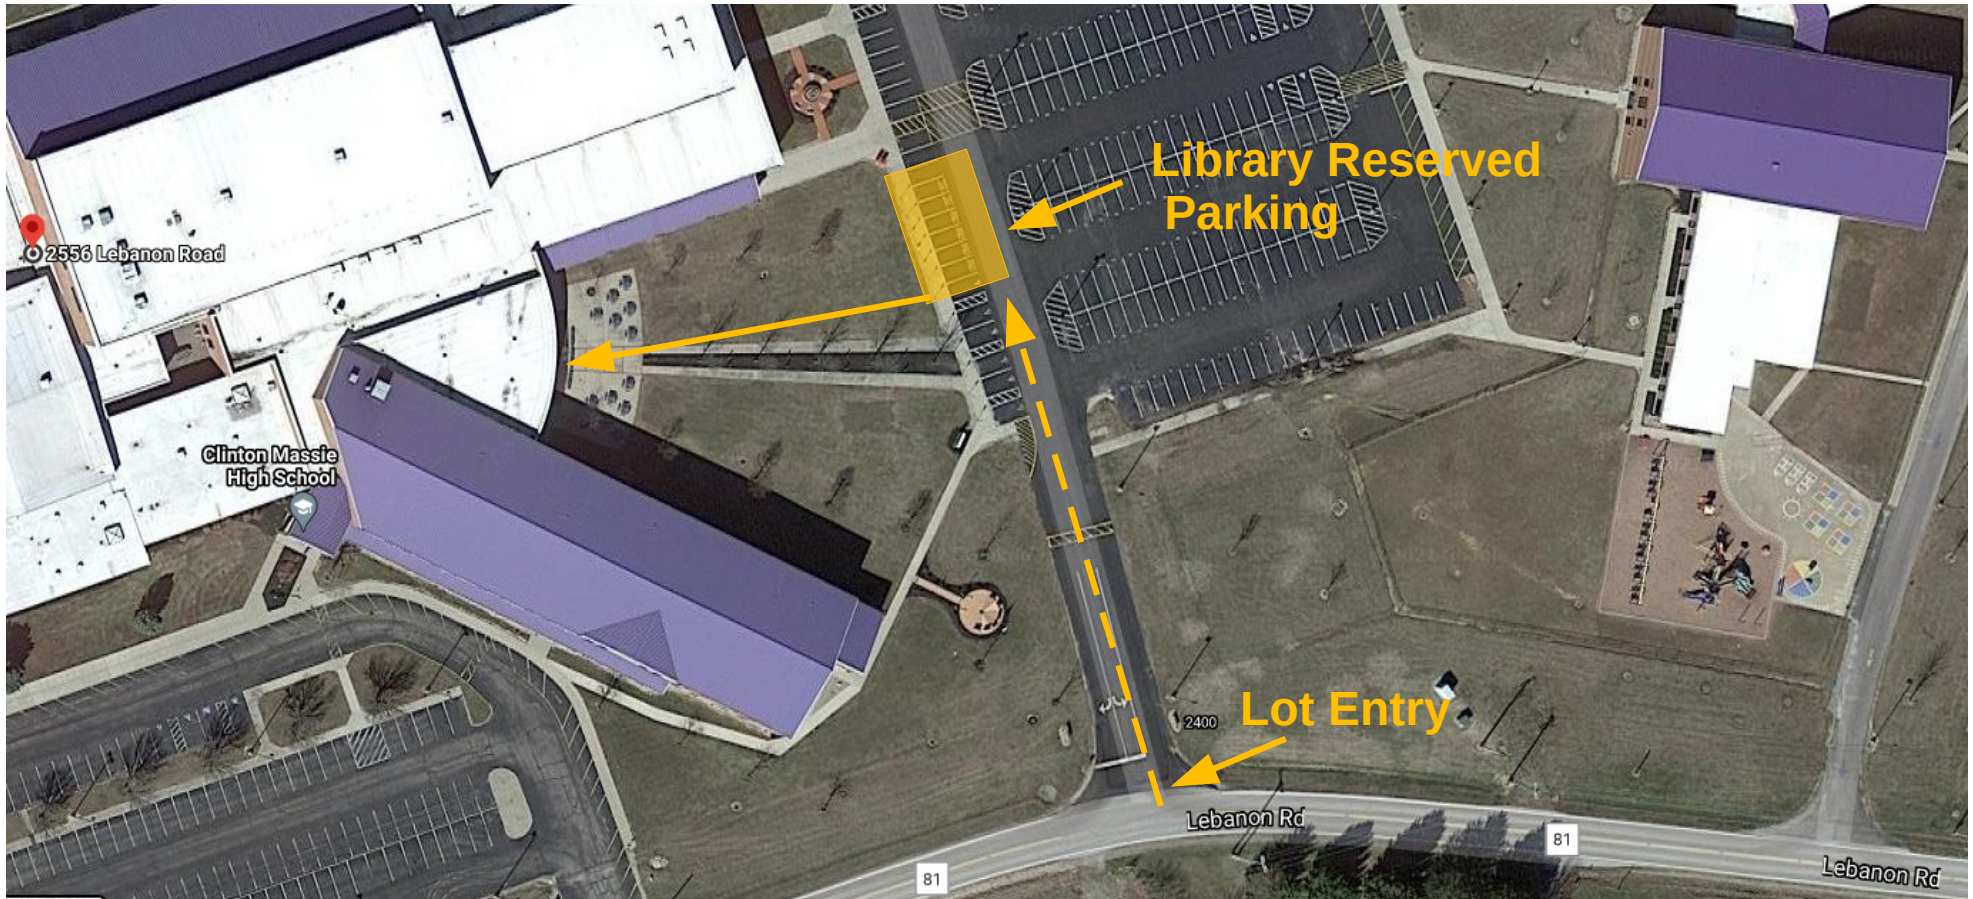 Library Reserved
Parking
2556 Lebanon Road
Clinton Massie
High School
Lot Entry
2400
Lebanon Rd
81
81
Lebanon Rd